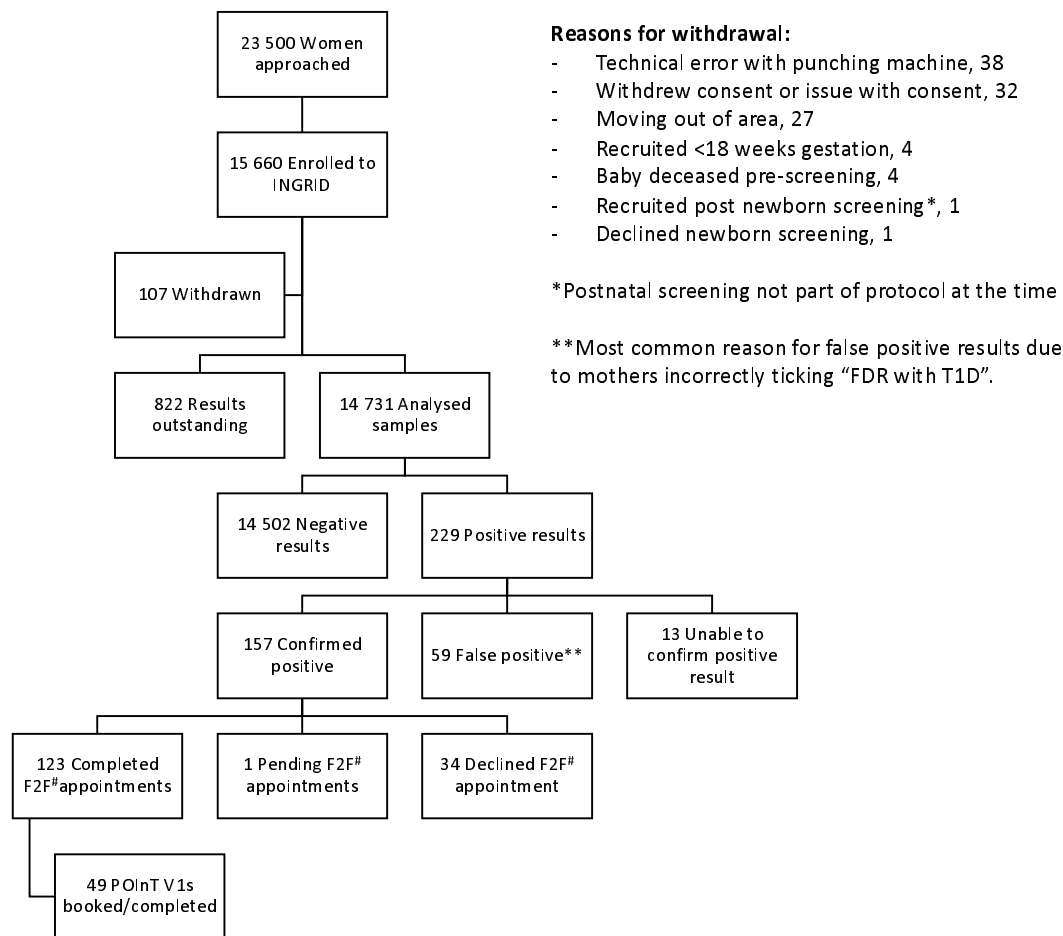 23 500 Women
approached
15 660 Enrolled to
INGRID
107 Withdrawn
822 Results
outstanding
14 731 Analysed
samples
14 502 Negative
results
229 Positive results
157 Confirmed
positive
59 False positive**
13 Unable to
confirm positive
result
123 Completed
F2F# appointments
1 Pending F2F#
appointments
34 Declined F2F#
appointment
49 POInT V1s
booked/completed
Reasons for withdrawal:
- Technical error with punching machine, 38
- Withdrew consent or issue with consent, 32
- Moving out of area, 27
- Recruited <18 weeks gestation, 4
- Baby deceased pre-screening, 4
- Recruited post newborn screening*, 1
- Declined newborn screening, 1
*Postnatal screening not part of protocol at the time
**Most common reason for false positive results due
to mothers incorrectly ticking “FDR with T1D”.